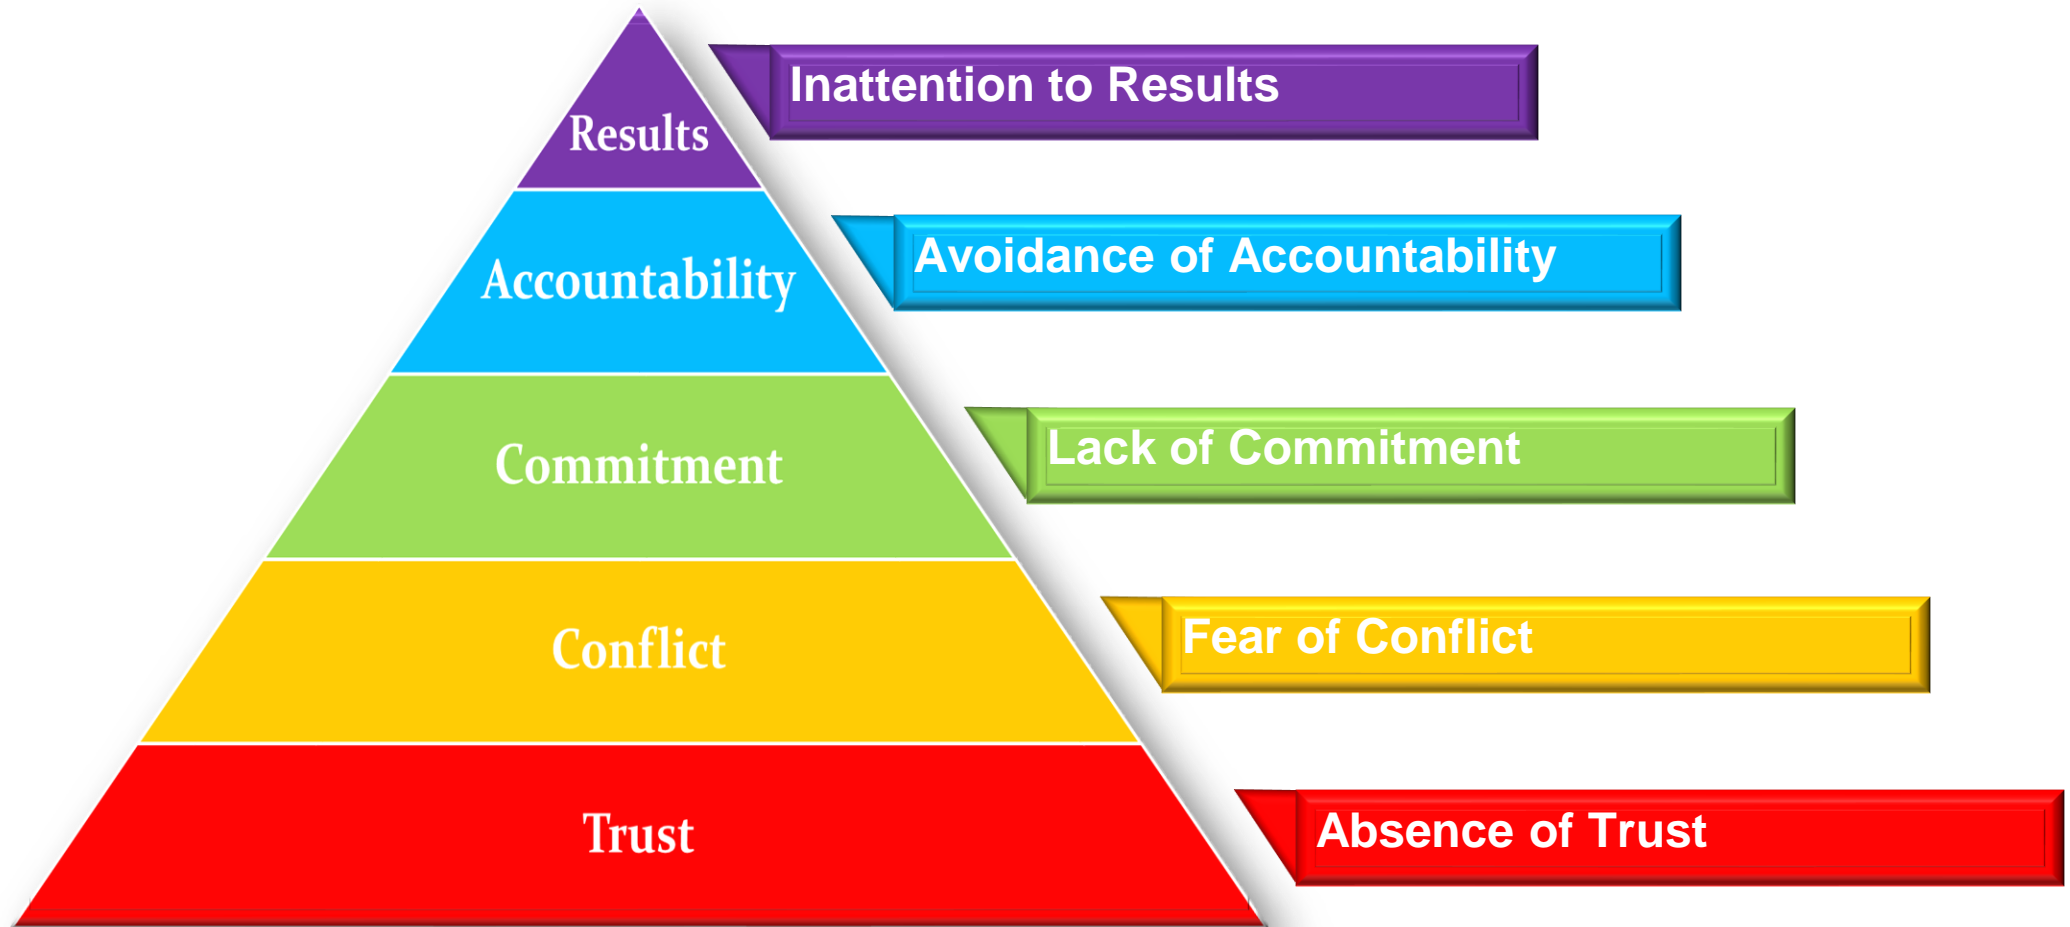 Results
Inattention to Results
Accountability
Avoidance of Accountability
Commitment
Lack of Commitment
Conflict
Fear of Conflict
Trust
Absence of Trust